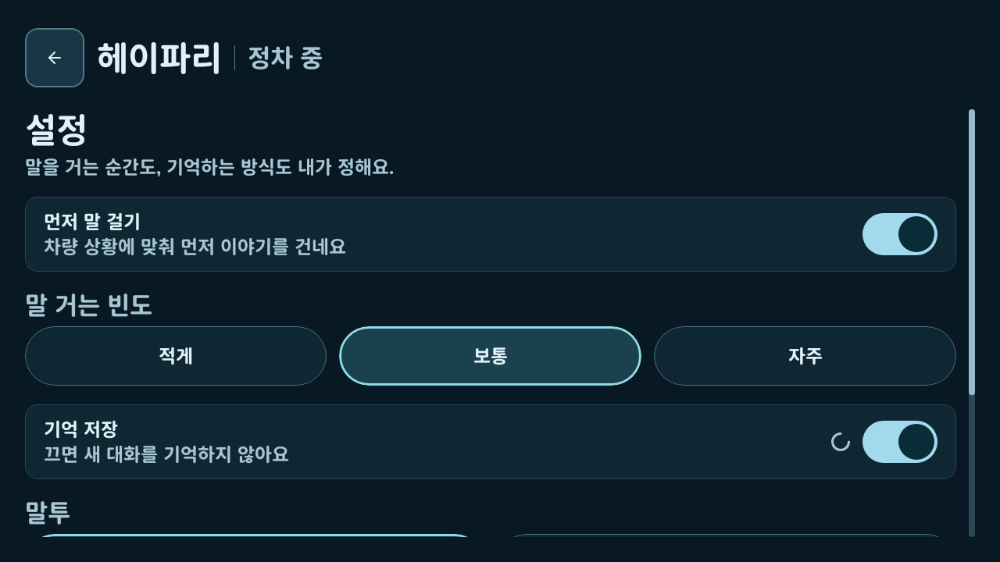 헤이파리
정차 중
설정
말을 거는 순간도, 기억하는 방식도 내가 정해요.
먼저 말 걸기
차량 상황에 맞춰 먼저 이야기를 건네요
말 거는 빈도
적게
보통
자주
기억 저장
끄면 새 대화를 기억하지 않아요
말투